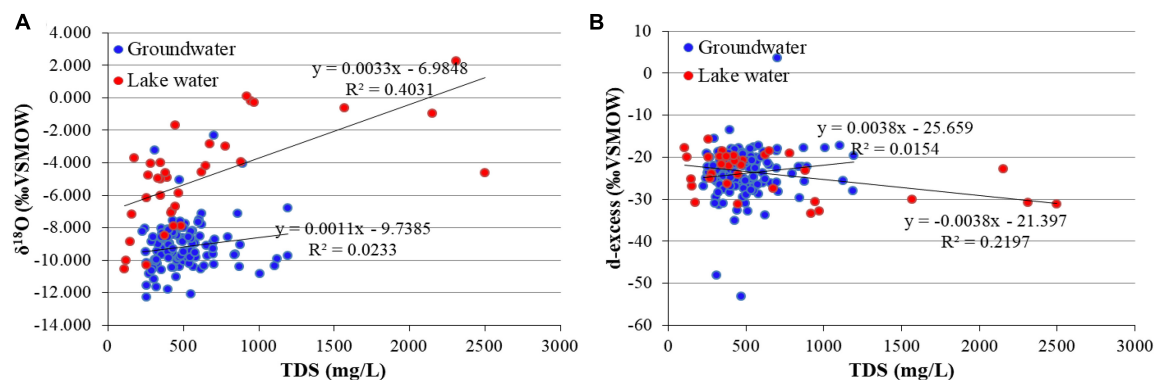 A
4.000
2.000
0.000
-2.000
-4.000
-6.000
-8.000
-10.000
-12.000
-14.000
δ¹⁸O (‰VSMOW)
Groundwater
Lake water
y = 0.0033x - 6.9848
R² = 0.4031
y = 0.0011x - 9.7385
R² = 0.0233
0 500 1000 1500 2000 2500 3000
TDS (mg/L)
B
10
0
-10
-20
-30
-40
-50
-60
d-excess (‰VSMOW)
Groundwater
Lake water
y = 0.0038x - 25.659
R² = 0.0154
y = -0.0038x - 21.397
R² = 0.2197
0 500 1000 1500 2000 2500 3000
TDS (mg/L)